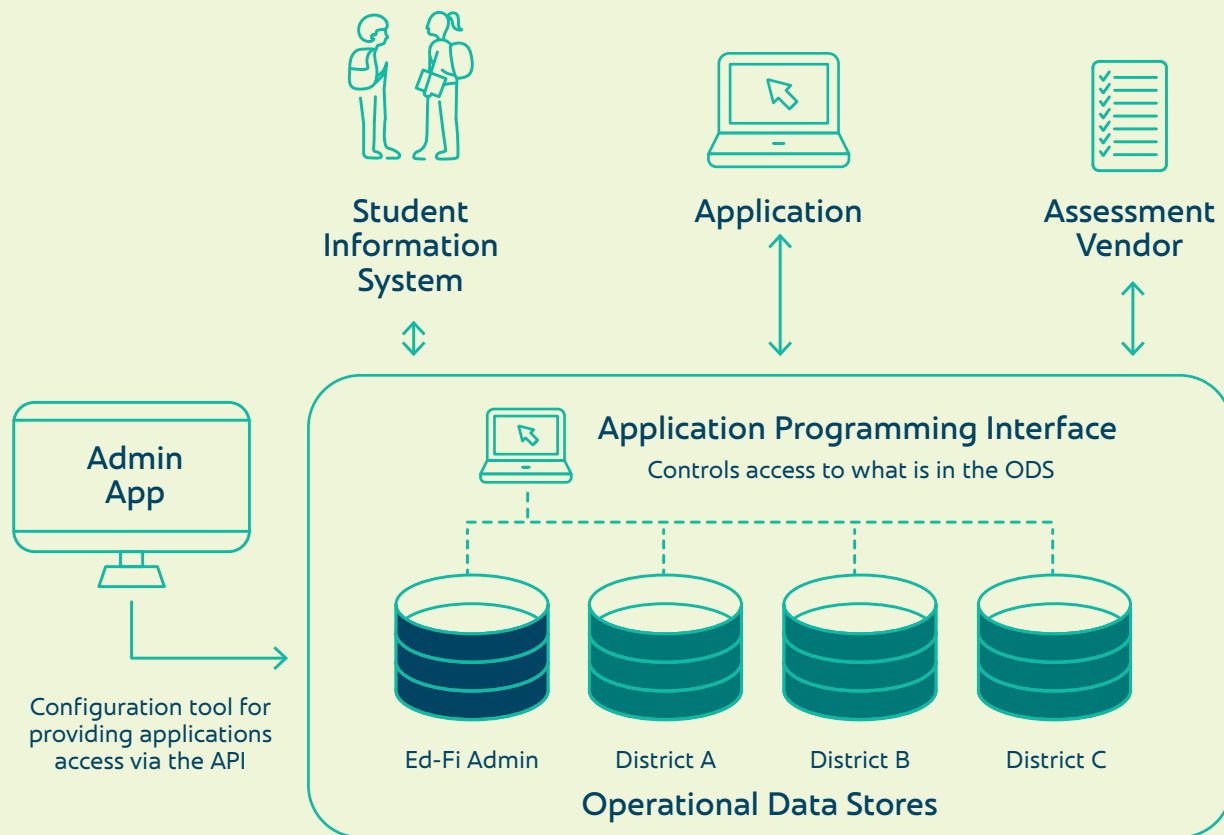 Student
Information
System
Application
Assessment
Vendor
Admin
App
Application Programming Interface
Controls access to what is in the ODS
Configuration tool for
providing applications
access via the API
Ed-Fi Admin
District A
District B
District C
Operational Data Stores